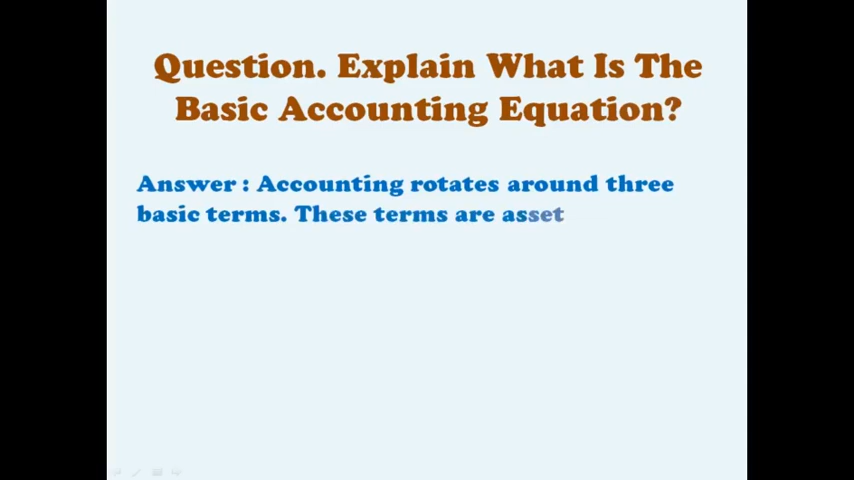 Question. Explain What Is The
Basic Accounting Equation?
Answer : Accounting rotates around three
basic terms. These terms are asset